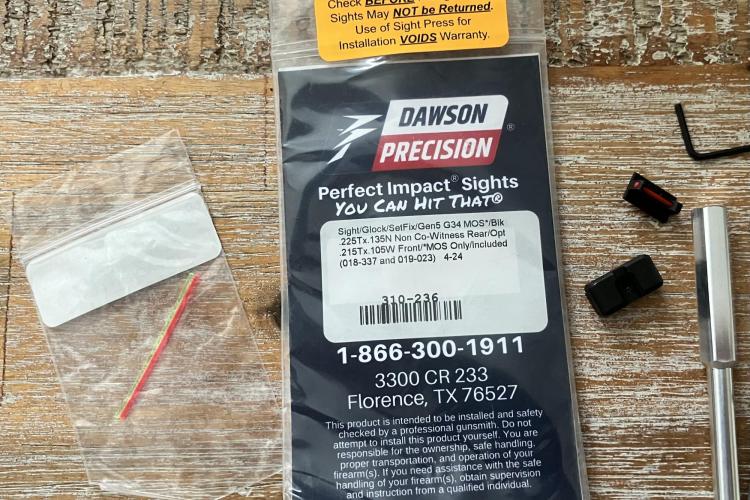 Check BEFORE
Sights May NOT be Returned.
Use of Sight Press for
Installation VOIDS Warranty.
DAWSON
PRECISION
®
Perfect Impact® Sights
You Can Hit That®
Sight/Glock/SetFix/Gen5 G34 MOS*/Blk
.225Tx.135N Non Co-Witness Rear/Opt
.215Tx.105W Front/*MOS Only/Included
(018-337 and 019-023) 4-24
310-236
1-866-300-1911
3300 CR 233
Florence, TX 76527
This product is intended to be installed and safety
checked by a professional gunsmith. Do not
attempt to install this product yourself. You are
responsible for the ownership, safe handling,
proper transportation, and operation of your
firearm(s). If you need assistance with the safe
handling of your firearm(s), obtain supervision
and instruction from a qualified individual.